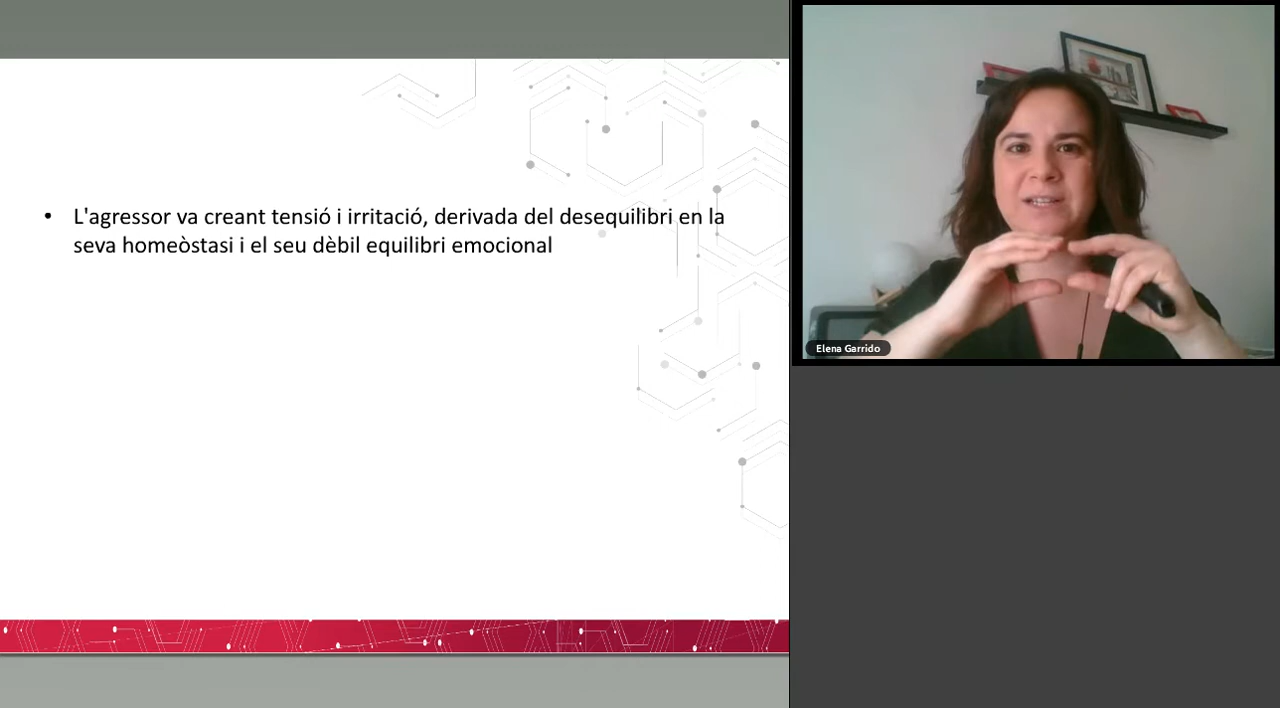 • L'agressor va creant tensió i irritació, derivada del desequilibri en la
seva homeòstasi i el seu dèbil equilibri emocional
Elena Garrido